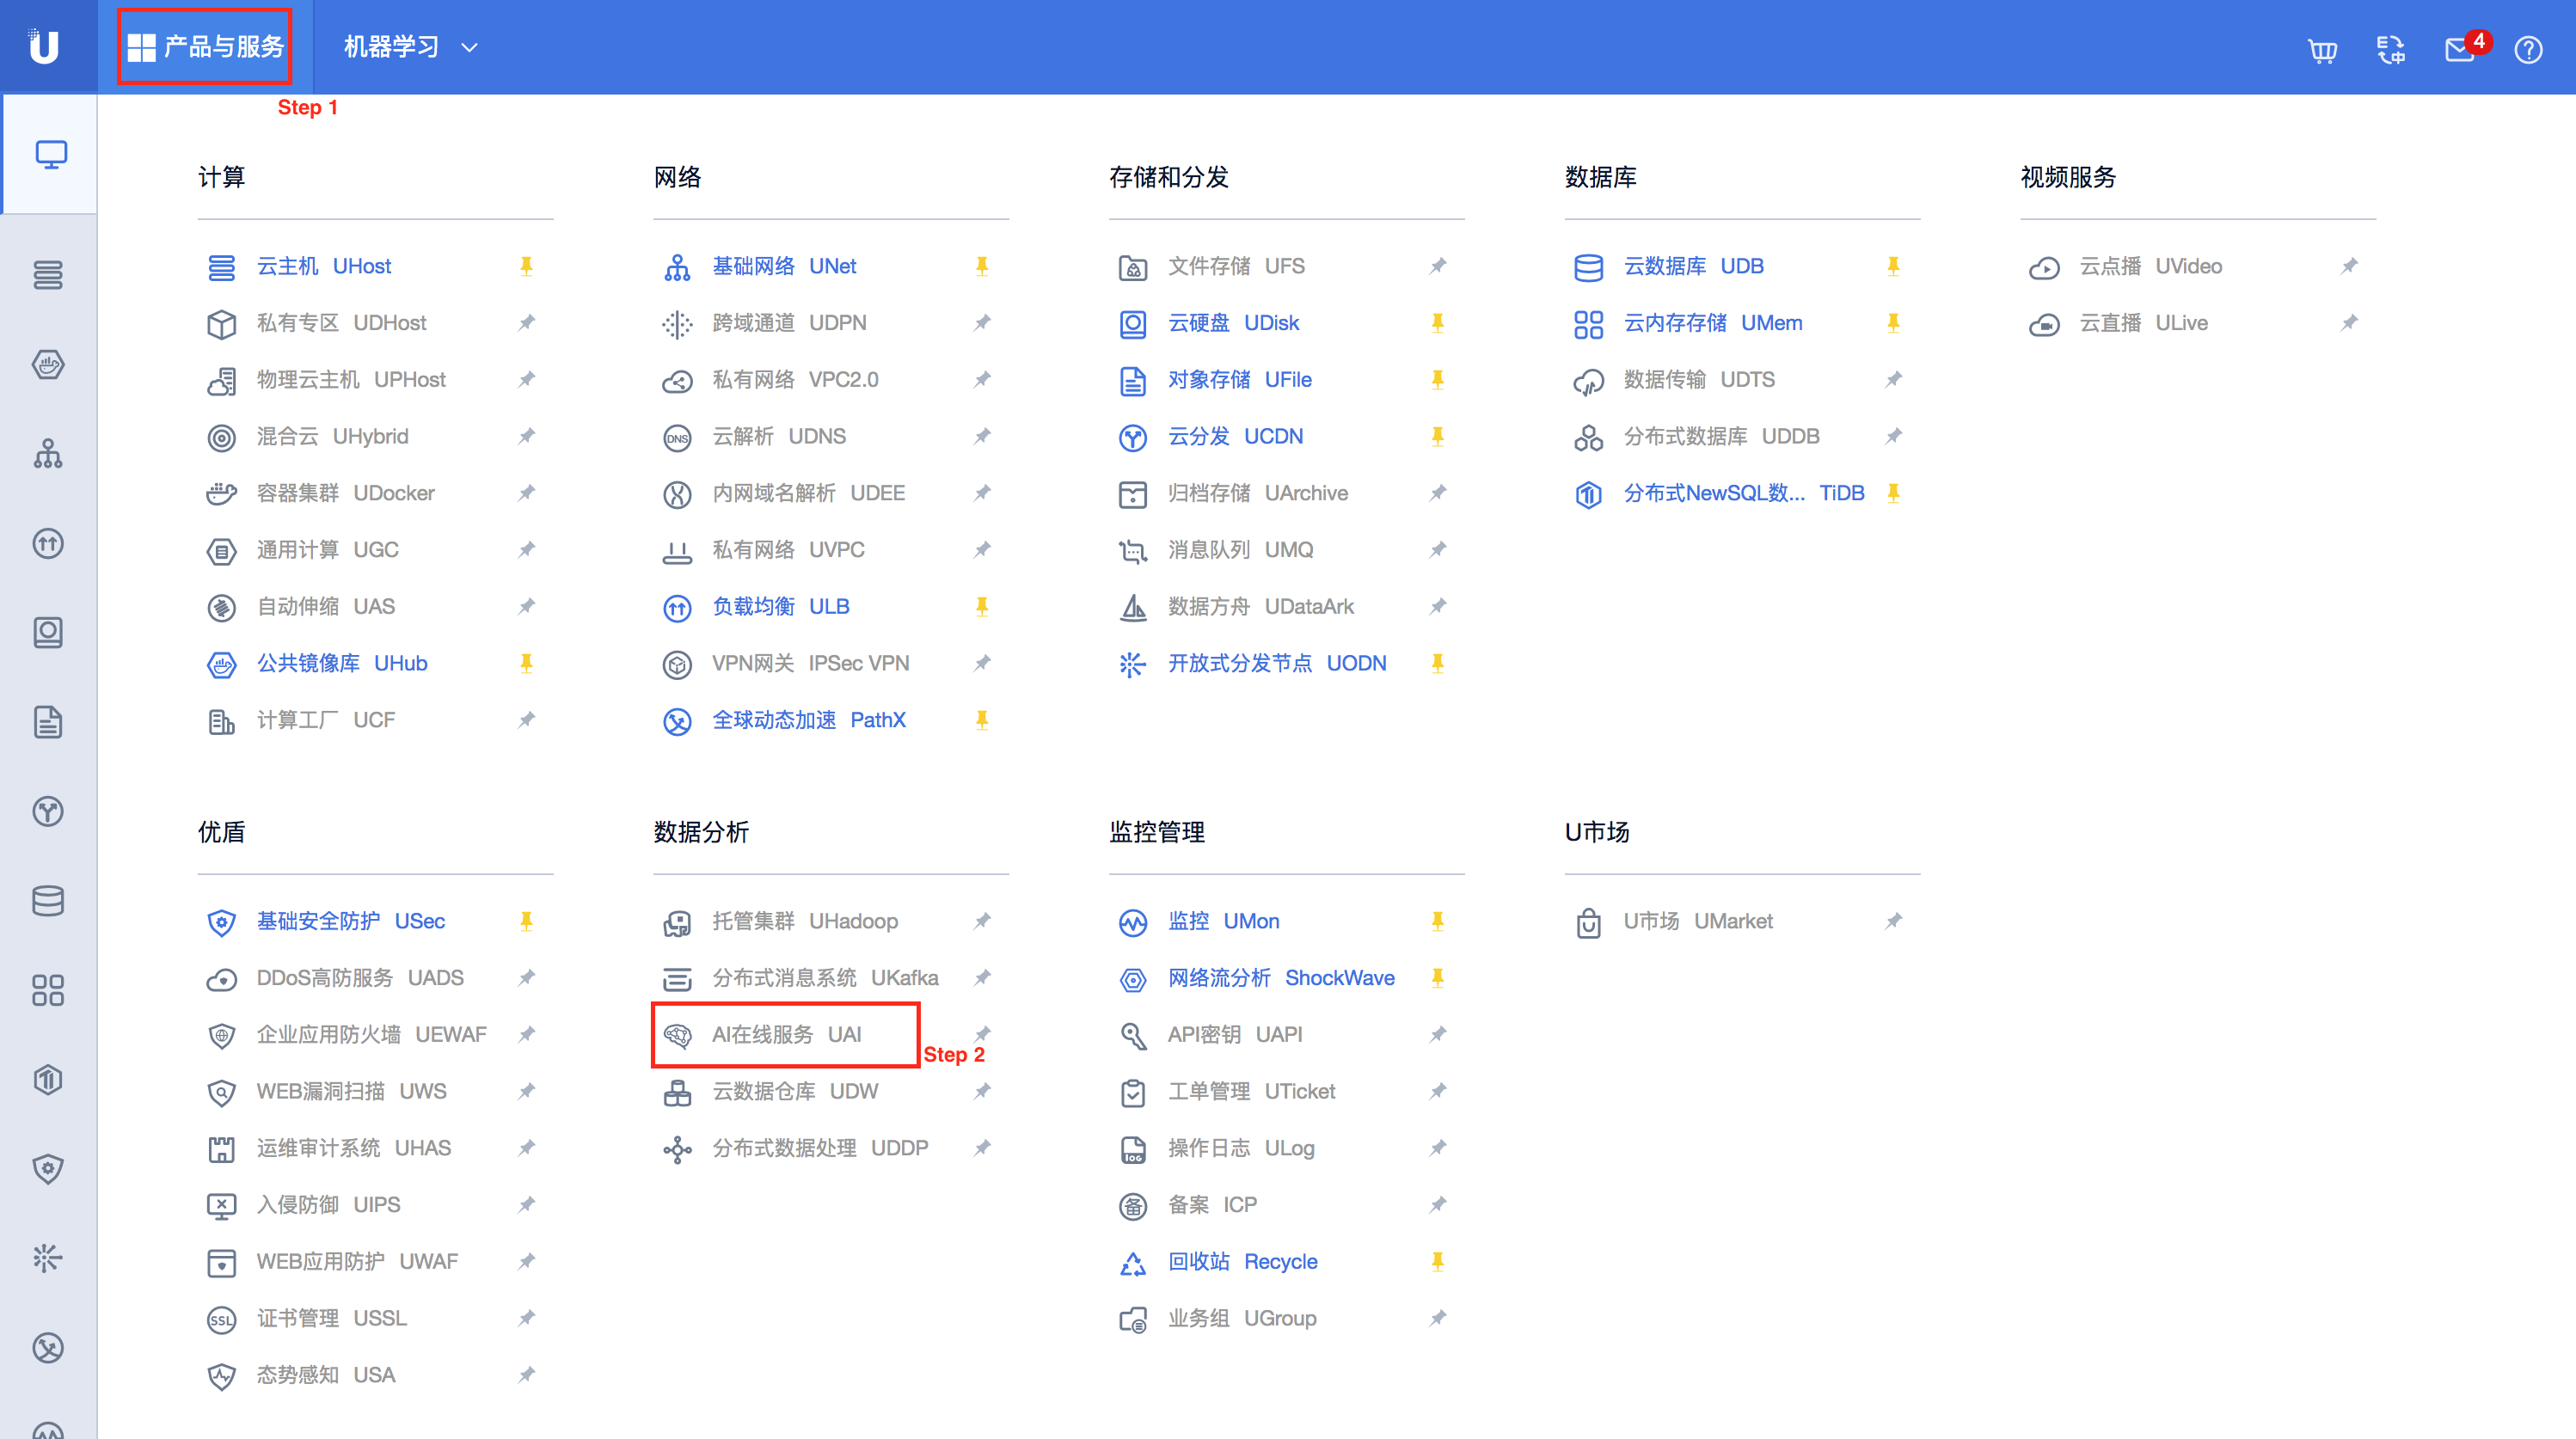 U 产品与服务 机器学习 4
Step 1
计算
云主机 UHost
私有专区 UDHost
物理云主机 UPHost
混合云 UHybrid
容器集群 UDocker
通用计算 UGC
自动伸缩 UAS
公共镜像库 UHub
计算工厂 UCF
网络
基础网络 UNet
跨域通道 UDPN
私有网络 VPC2.0
DNS 云解析 UDNS
内网域名解析 UDEE
私有网络 UVPC
负载均衡 ULB
VPN网关 IPSec VPN
全球动态加速 PathX
存储和分发
文件存储 UFS
云硬盘 UDisk
对象存储 UFile
云分发 UCDN
归档存储 UArchive
消息队列 UMQ
数据方舟 UDataArk
开放式分发节点 UODN
数据库
云数据库 UDB
云内存存储 UMem
数据传输 UDTS
分布式数据库 UDDB
分布式NewSQL数... TiDB
视频服务
云点播 UVideo
云直播 ULive
优盾
基础安全防护 USec
DDoS高防服务 UADS
企业应用防火墙 UEWAF
WEB漏洞扫描 UWS
运维审计系统 UHAS
入侵防御 UIPS
WEB应用防护 UWAF
SSL 证书管理 USSL
态势感知 USA
数据分析
托管集群 UHadoop
分布式消息系统 UKafka
AI在线服务 UAI
Step 2
云数据仓库 UDW
分布式数据处理 UDDP
监控管理
监控 UMon
网络流分析 ShockWave
API密钥 UAPI
工单管理 UTicket
LOG 操作日志 ULog
备 备案 ICP
回收站 Recycle
业务组 UGroup
U市场
U市场 UMarket